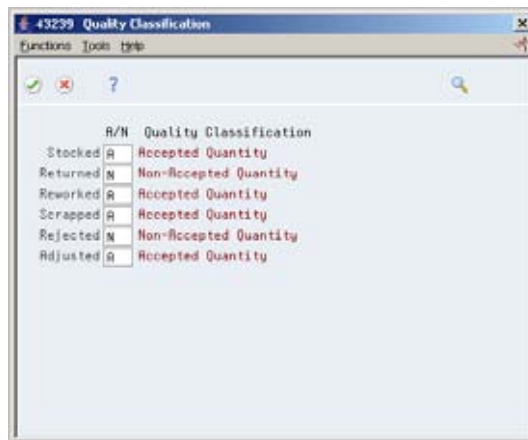 43239 Quality Classification
Functions Tools Help
?
A/N Quality Classification
Stocked A Accepted Quantity
Returned N Non-Accepted Quantity
Reworked A Accepted Quantity
Scrapped A Accepted Quantity
Rejected N Non-Accepted Quantity
Adjusted A Accepted Quantity